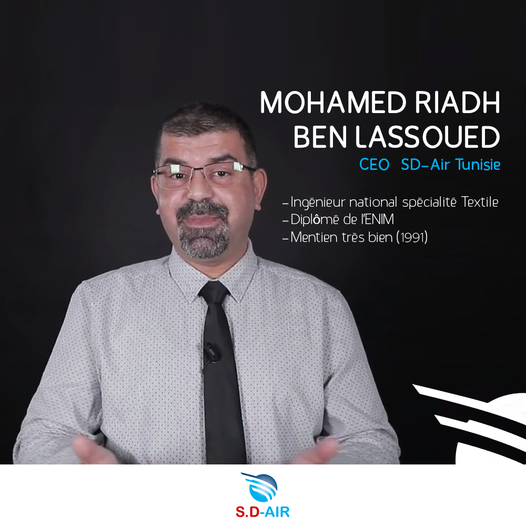 MOHAMED RIADH
BEN LASSOUED
CEO SD-Air Tunisie
-Ingénieur national spécialité Textile
-Diplômé de l'ENIM
-Mentien très bien (1991)
S.D-AIR